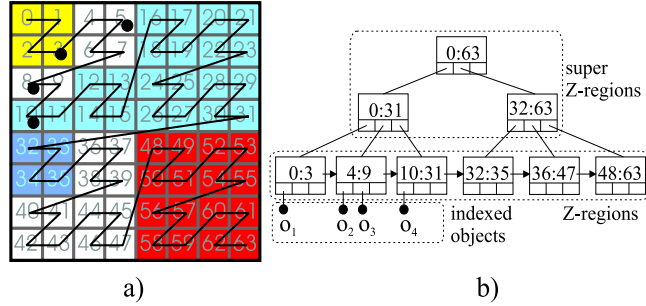 0 1 4 5 16 17 20 21
2 3 6 7 18 19 22 23
8 9 12 13 24 25 28 29
10 11 14 15 26 27 30 31
32 33 36 37 48 49 52 53
34 35 38 39 50 51 54 55
40 41 44 45 56 57 60 61
42 43 46 47 58 59 62 63
a)
0:63
super
Z-regions
0:31 32:63
0:3 4:9 10:31 32:35 36:47 48:63
o₁ o₂ o₃ o₄
indexed
objects
Z-regions
b)